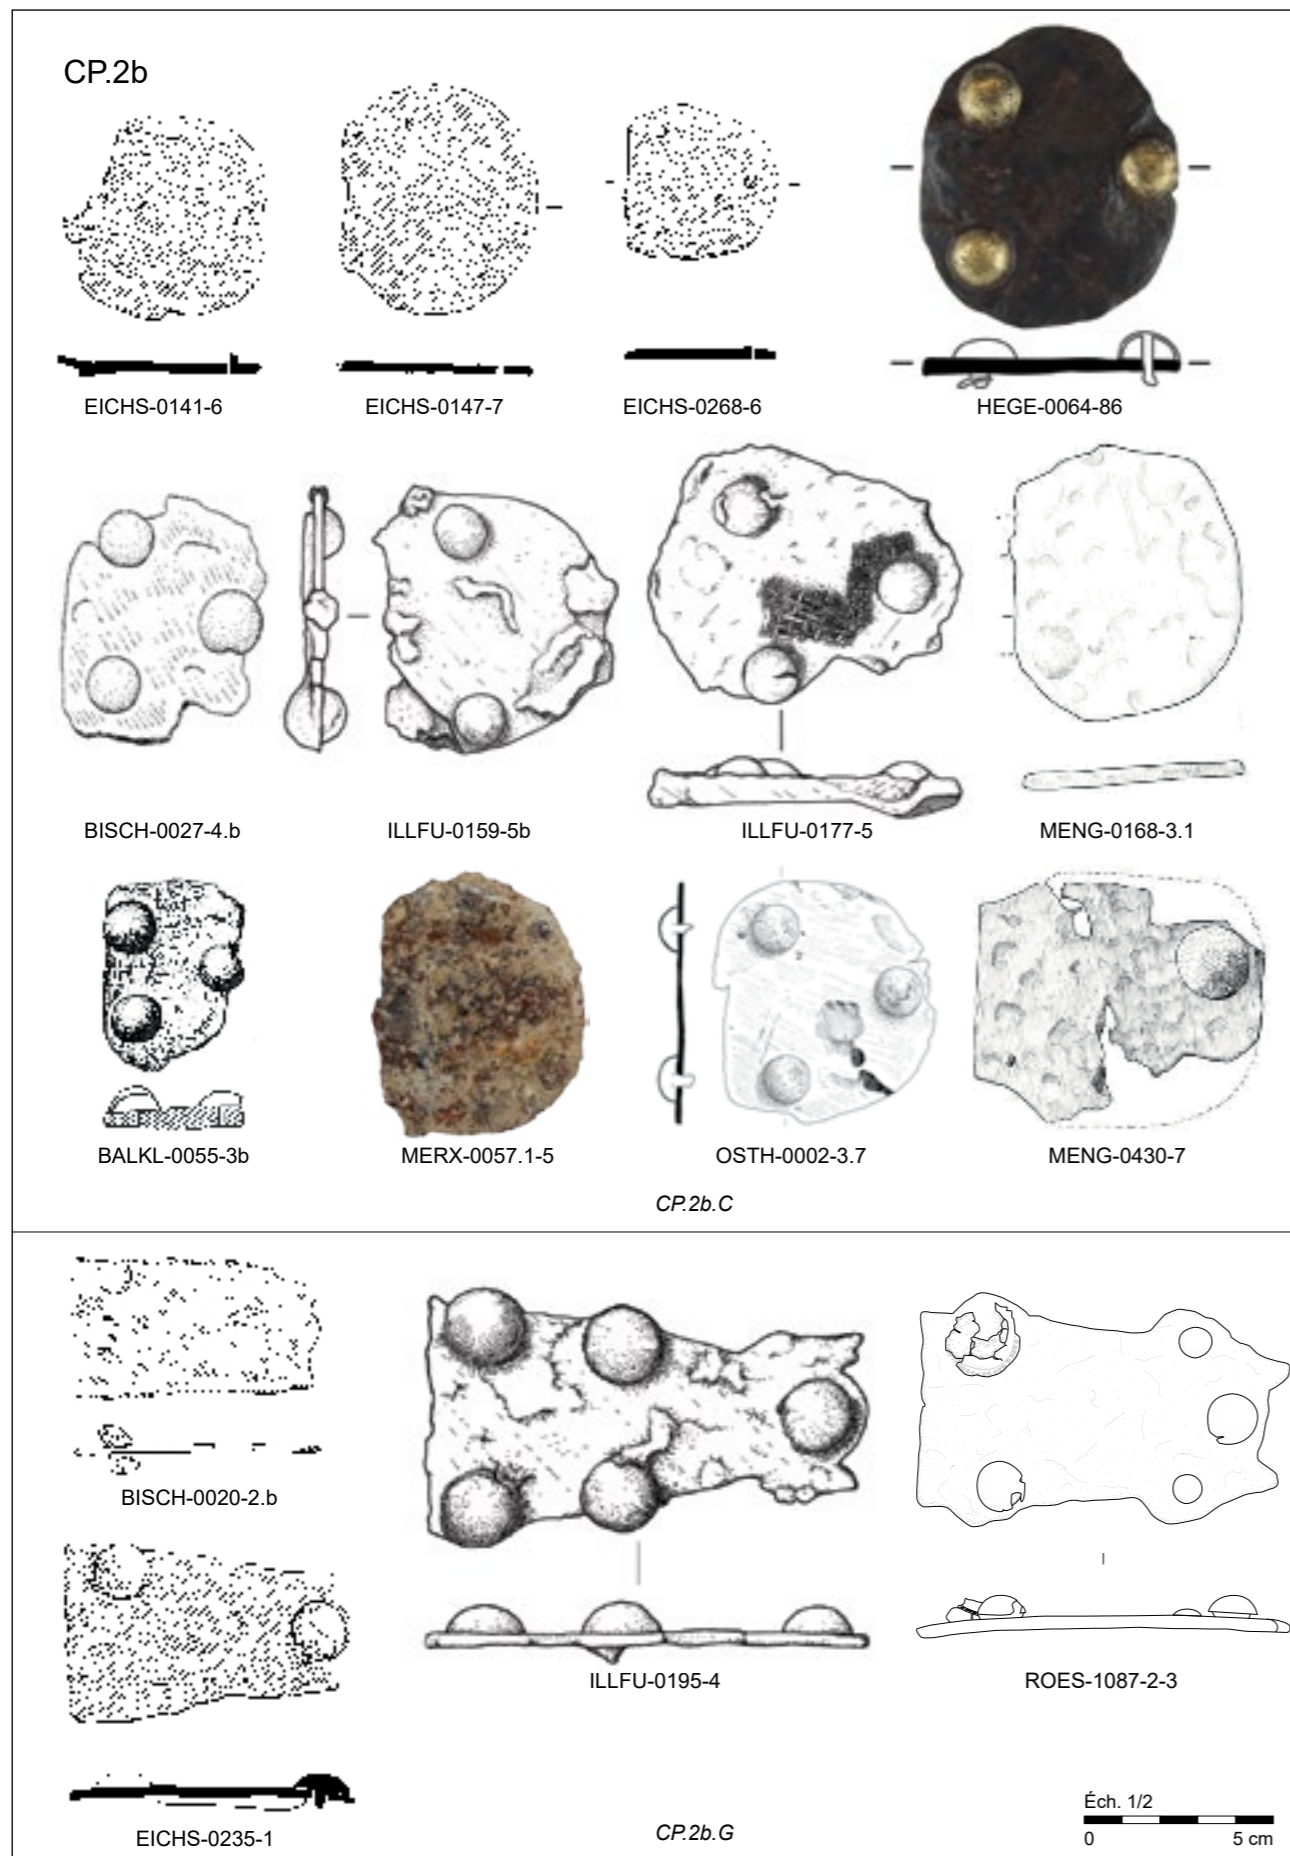 CP.2b
EICHS-0141-6
EICHS-0147-7
EICHS-0268-6
HEGE-0064-86
BISCH-0027-4.b
ILLFU-0159-5b
ILLFU-0177-5
MENG-0168-3.1
BALKL-0055-3b
MERX-0057.1-5
OSTH-0002-3.7
MENG-0430-7
CP.2b.C
BISCH-0020-2.b
ILLFU-0195-4
ROES-1087-2-3
EICHS-0235-1
CP.2b.G
Éch. 1/2
0 5 cm